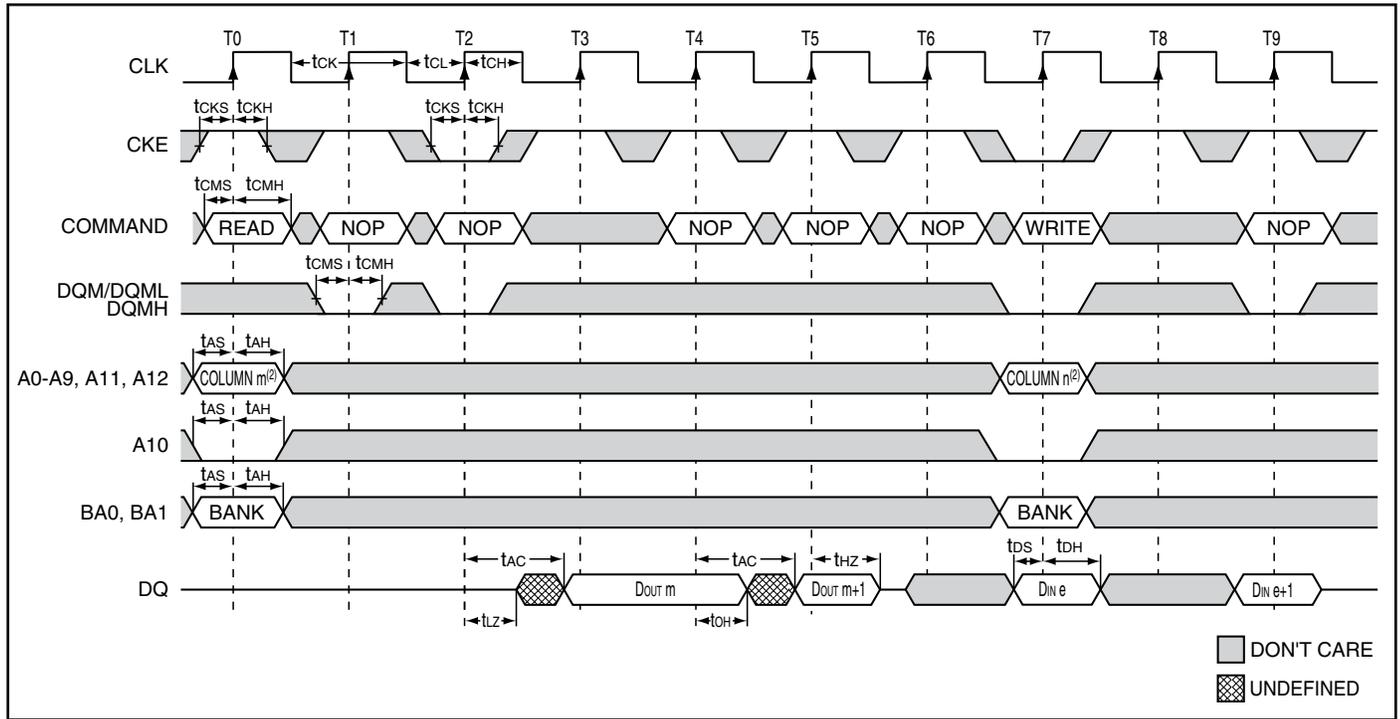 T0 T1 T2 T3 T4 T5 T6 T7 T8 T9
CLK tCK tCL tCH
tCKS tCKH tCKS tCKH
CKE
tCMS tCMH
COMMAND READ NOP NOP NOP NOP NOP WRITE NOP
tCMS tCMH
DQM/DQML
DQMH
tAS tAH
A0-A9, A11, A12 COLUMN m(2) COLUMN n(2)
tAS tAH
A10
tAS tAH
BA0, BA1 BANK BANK
tAC tAC tHZ tDS tDH
DQ DOUT m DOUT m+1 DIN e DIN e+1
tLZ tOH
DON'T CARE
UNDEFINED